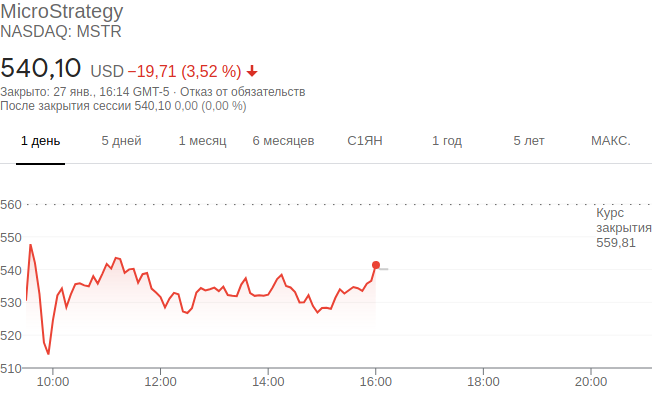 MicroStrategy
NASDAQ: MSTR
540,10 USD −19,71 (3,52 %)
Закрыто: 27 янв., 16:14 GMT-5 · Отказ от обязательств
После закрытия сессии 540,10 0,00 (0,00 %)
1 день 5 дней 1 месяц 6 месяцев С1ЯН 1 год 5 лет МАКС.
560
Курс
закрытия
559,81
550
540
530
520
510
10:00 12:00 14:00 16:00 18:00 20:00